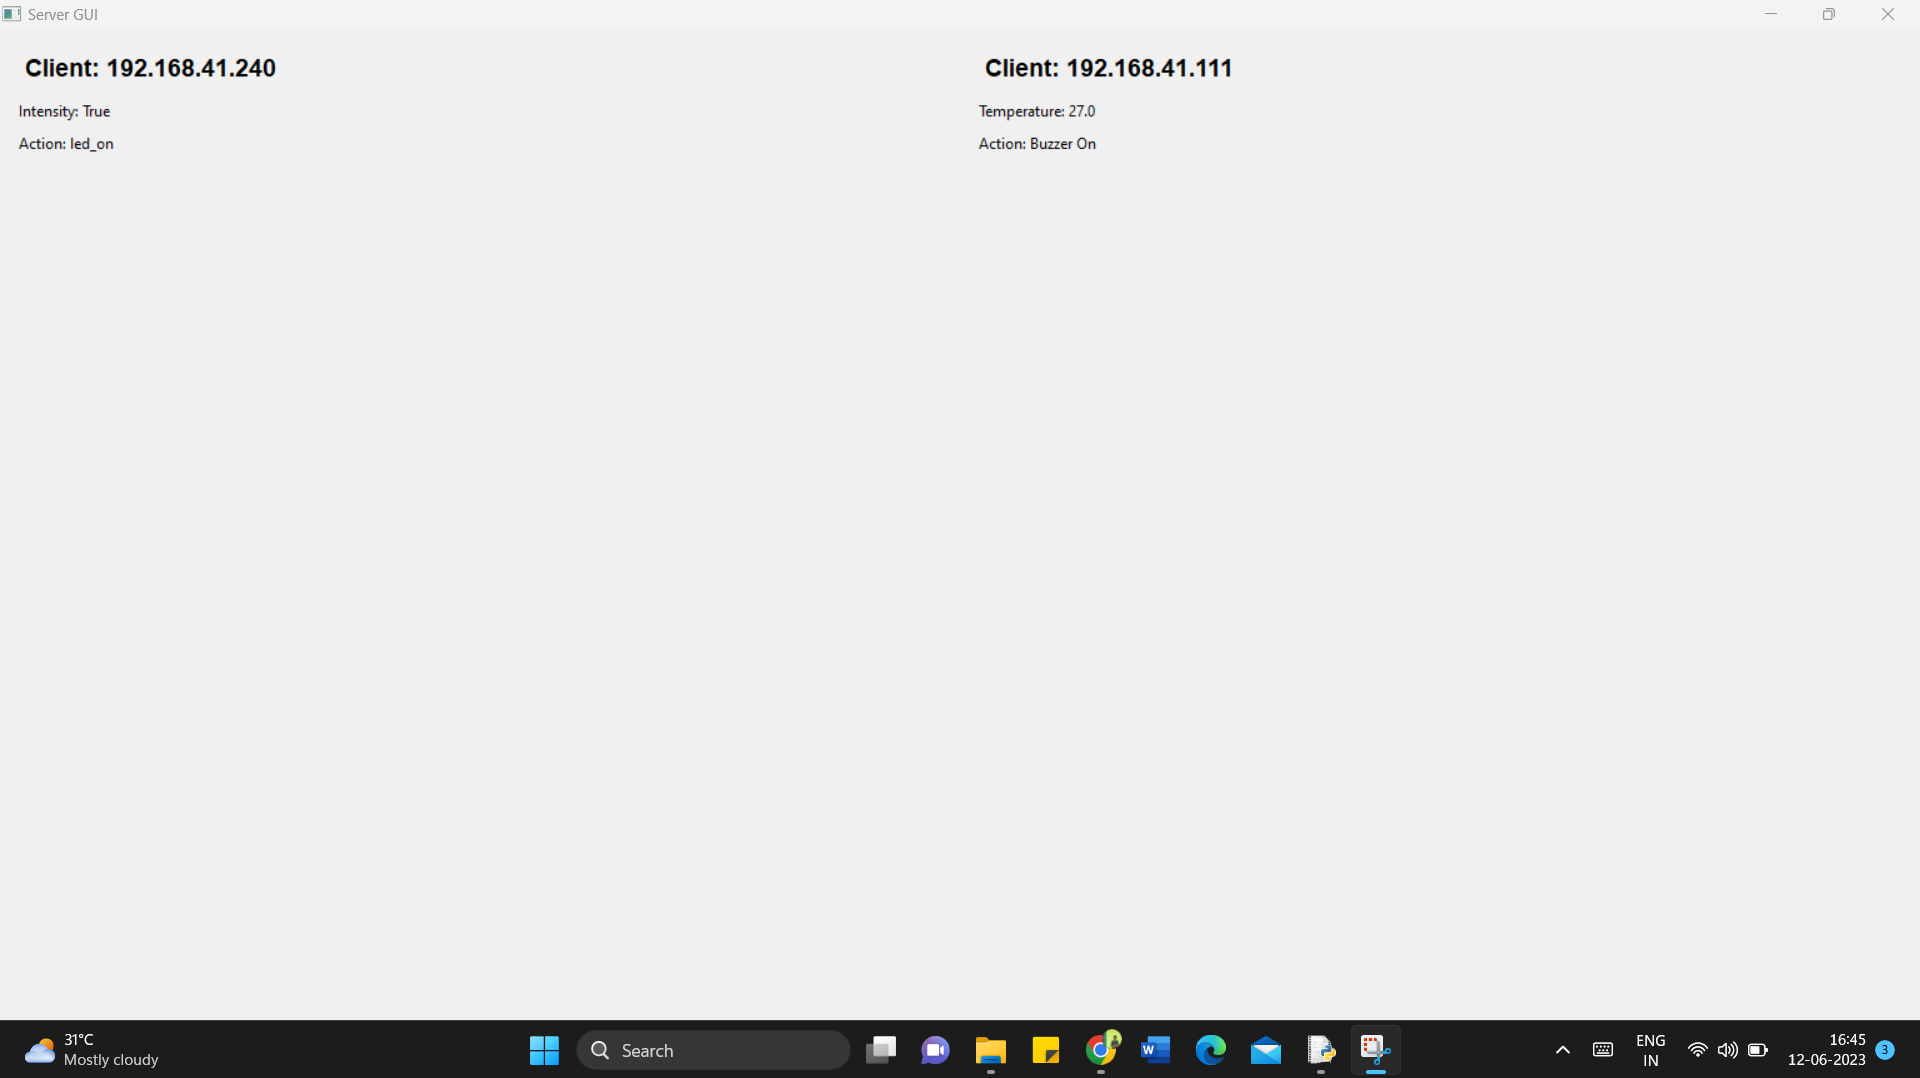 Server GUI
Client: 192.168.41.240
Intensity: True
Action: led_on
Client: 192.168.41.111
Temperature: 27.0
Action: Buzzer On
31°C
Mostly cloudy
Search
W
ENG
IN
16:45
12-06-2023
3